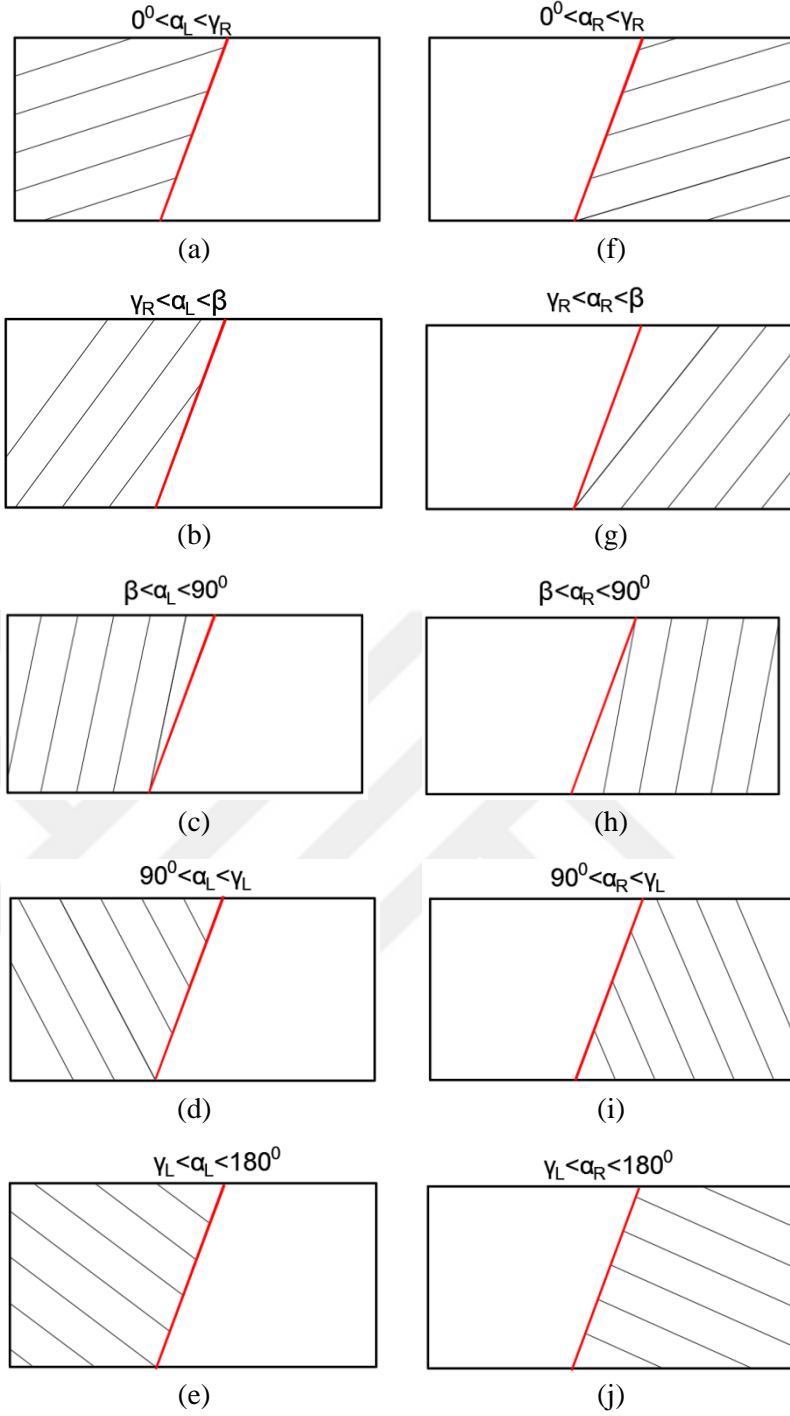 0⁰<α_L<γ_R
(a)
0⁰<α_R<γ_R
(f)
γ_R<α_L<β
(b)
γ_R<α_R<β
(g)
β<α_L<90⁰
(c)
β<α_R<90⁰
(h)
90⁰<α_L<γ_L
(d)
90⁰<α_R<γ_L
(i)
γ_L<α_L<180⁰
(e)
γ_L<α_R<180⁰
(j)